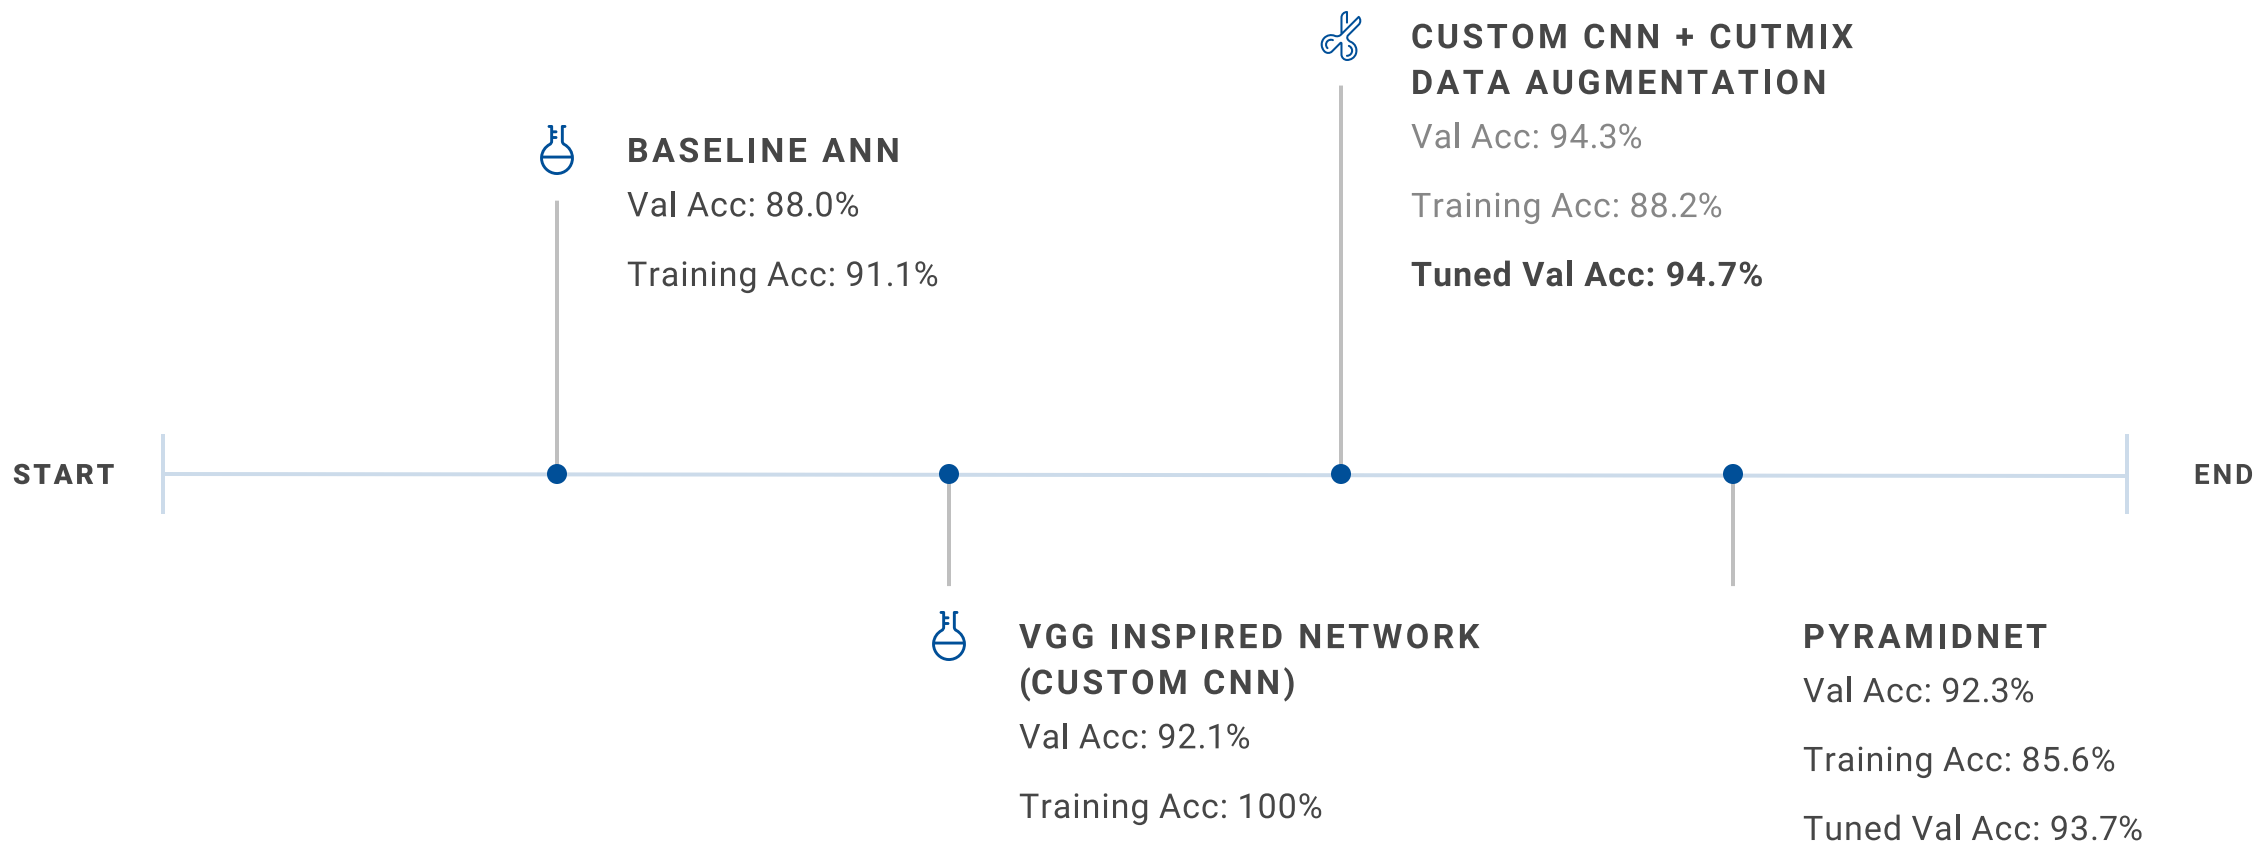 START
BASELINE ANN
Val Acc: 88.0%
Training Acc: 91.1%
VGG INSPIRED NETWORK
(CUSTOM CNN)
Val Acc: 92.1%
Training Acc: 100%
CUSTOM CNN + CUTMIX
DATA AUGMENTATION
Val Acc: 94.3%
Training Acc: 88.2%
Tuned Val Acc: 94.7%
PYRAMIDNET
Val Acc: 92.3%
Training Acc: 85.6%
Tuned Val Acc: 93.7%
END